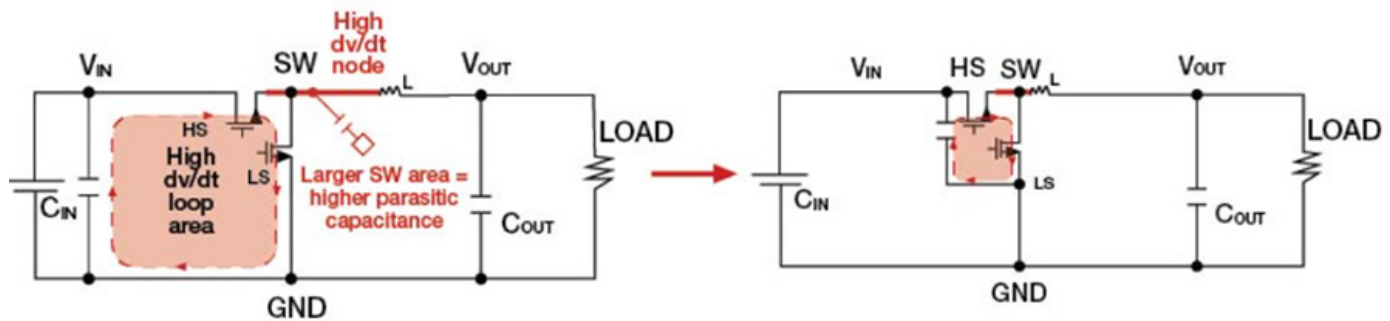 High
dv/dt
node
VIN
SW
VOUT
L
HS
High
dv/dt
loop
area
LS
Larger SW area =
higher parasitic
capacitance
LOAD
CIN
COUT
GND
VIN
HS
SW
L
VOUT
LOAD
LS
CIN
COUT
GND